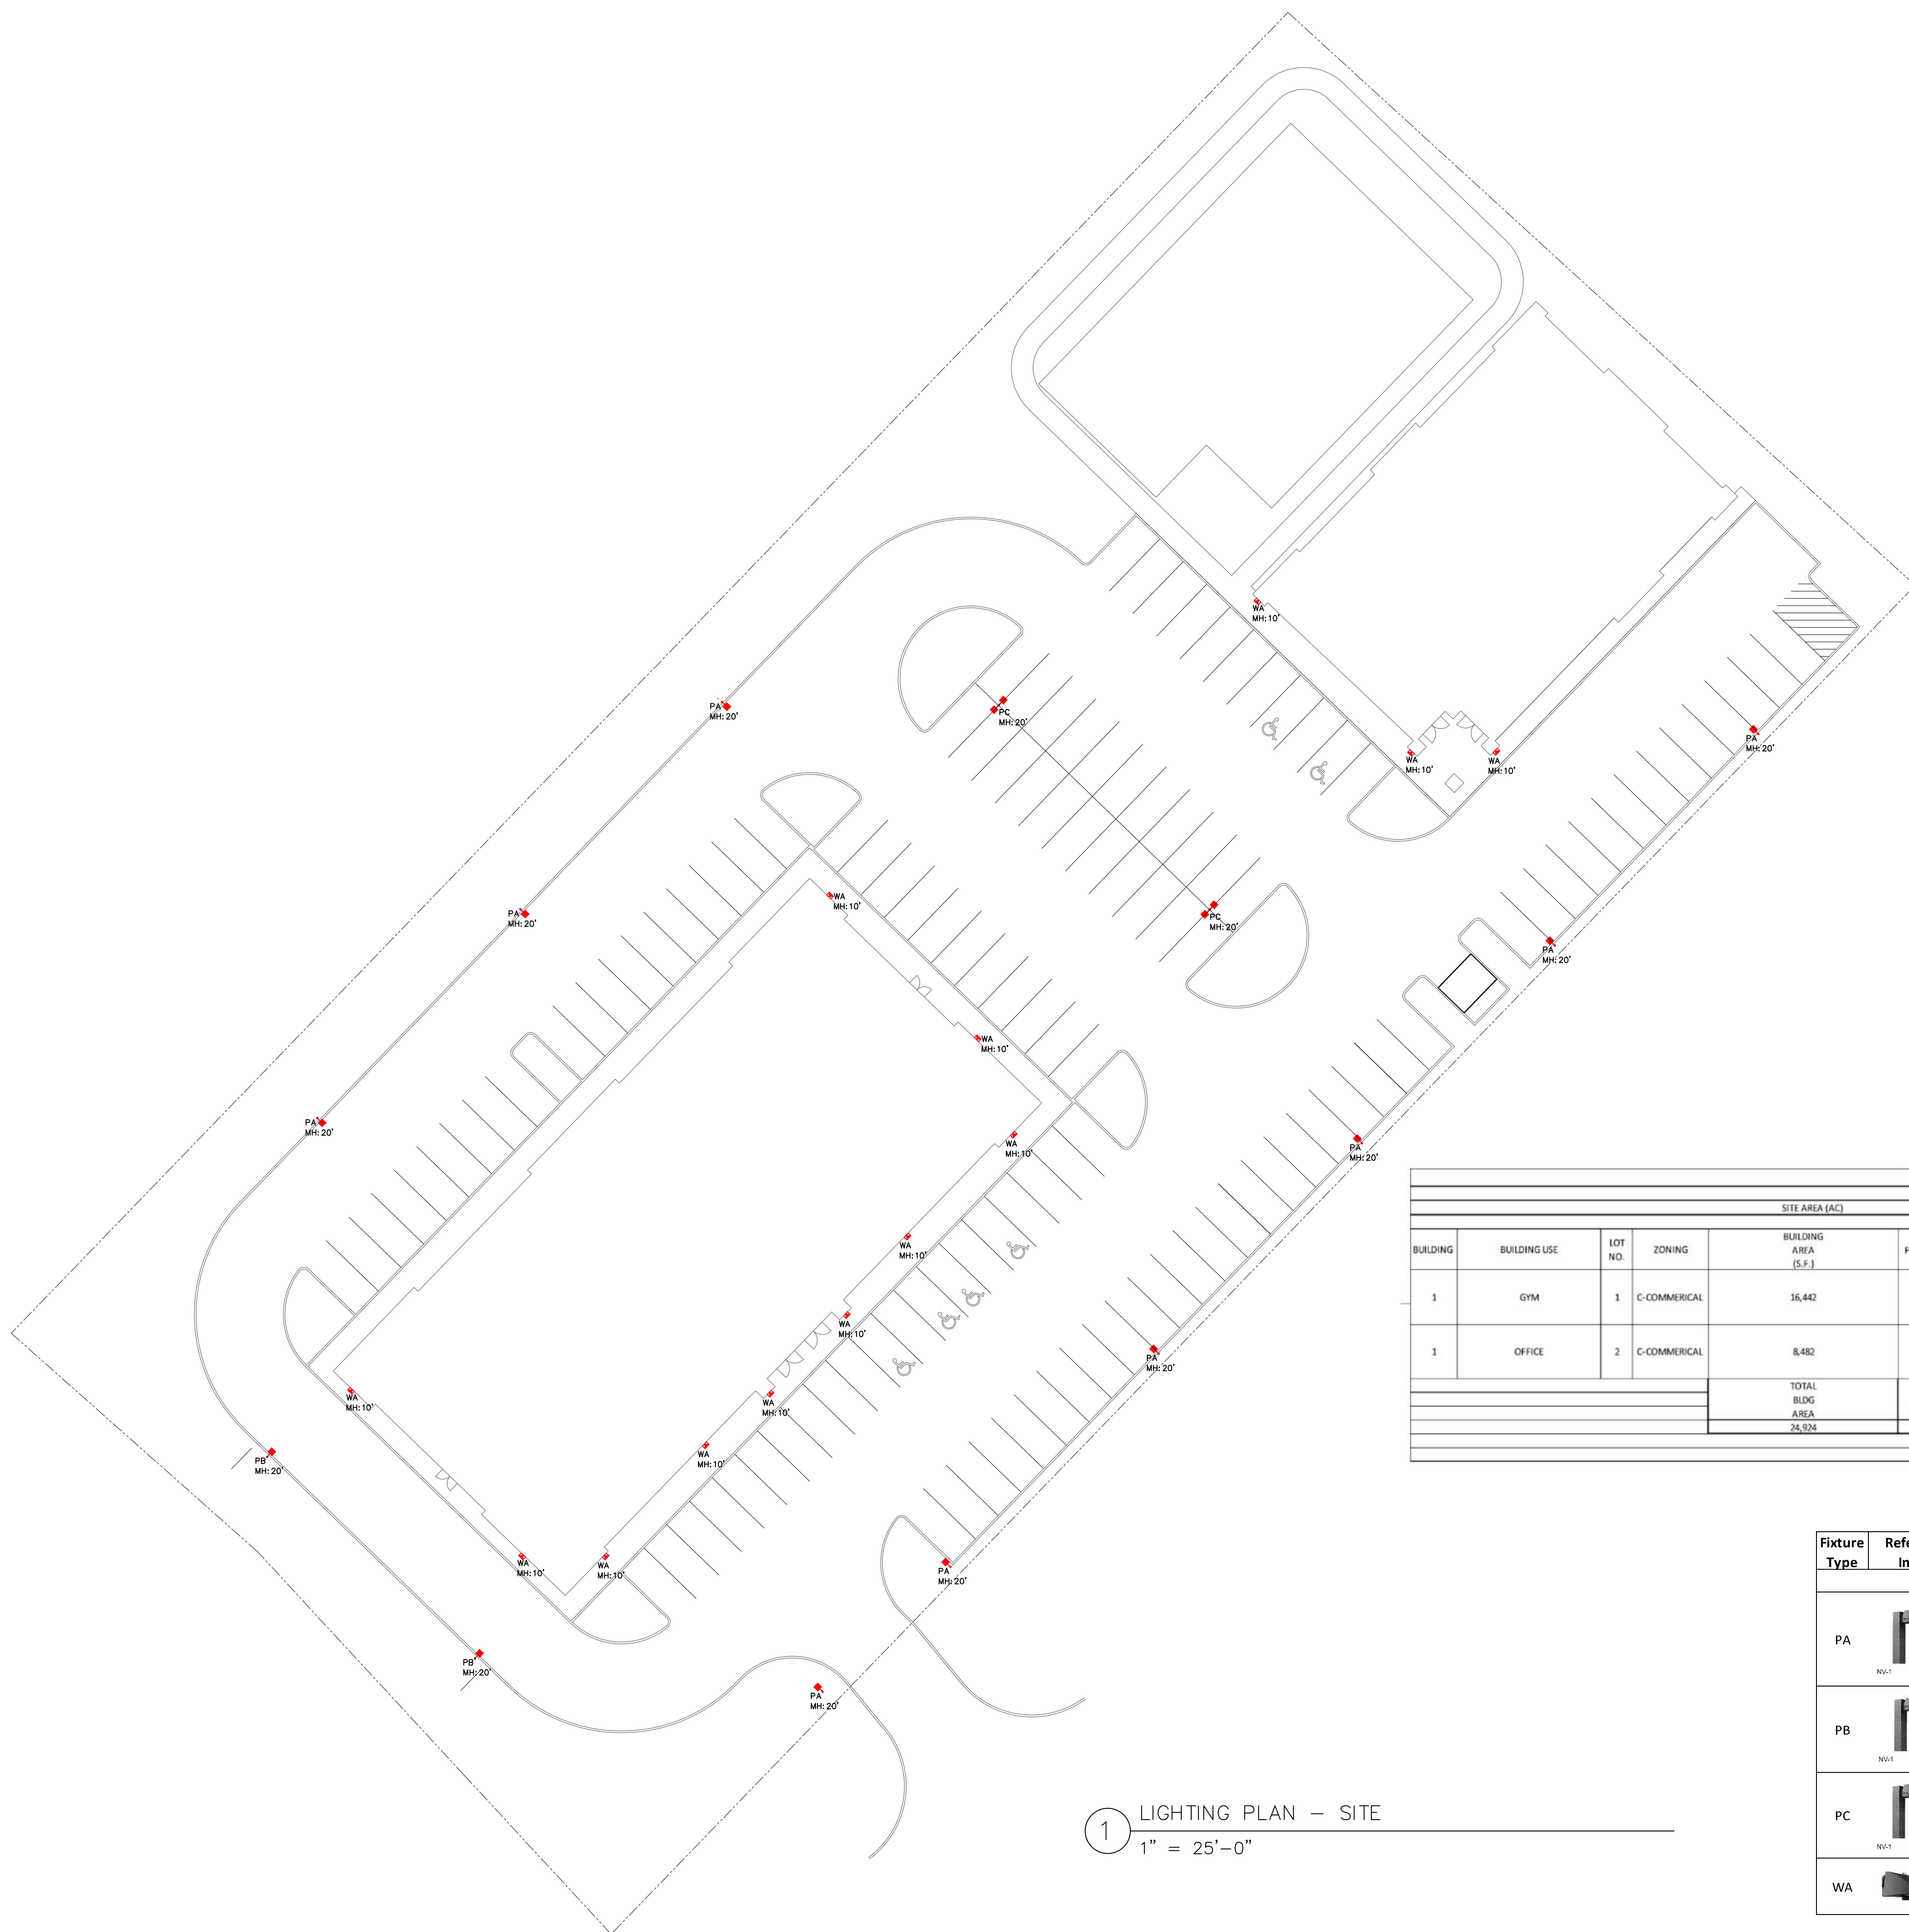 WA
MH: 10'
PA
MH: 20'
PC
MH: 20'
PA
MH: 20'
WA
MH: 10'
WA
MH: 10'
WA
MH: 10'
PA
MH: 20'
PC
MH: 20'
PA
MH: 20'
WA
MH: 10'
PA
MH: 20'
WA
MH: 10'
PA
MH: 20'
WA
MH: 10'
WA
MH: 10'
PA
MH: 20'
WA
MH: 10'
WA
MH: 10'
WA
MH: 10'
PB
MH: 20'
WA
MH: 10'
WA
MH: 10'
PA
MH: 20'
PB
MH: 20'
PA
MH: 20'
SITE AREA (AC)
BUILDING BUILDING USE LOT NO. ZONING BUILDING AREA (S.F.) F
1 GYM 1 C-COMMERICAL 16,442
1 OFFICE 2 C-COMMERICAL 8,482
TOTAL
BLDG
AREA
24,924
Fixture Refe
Type In
PA
NV-1
PB
NV-1
PC
NV-1
WA
1 LIGHTING PLAN – SITE
1" = 25'-0"